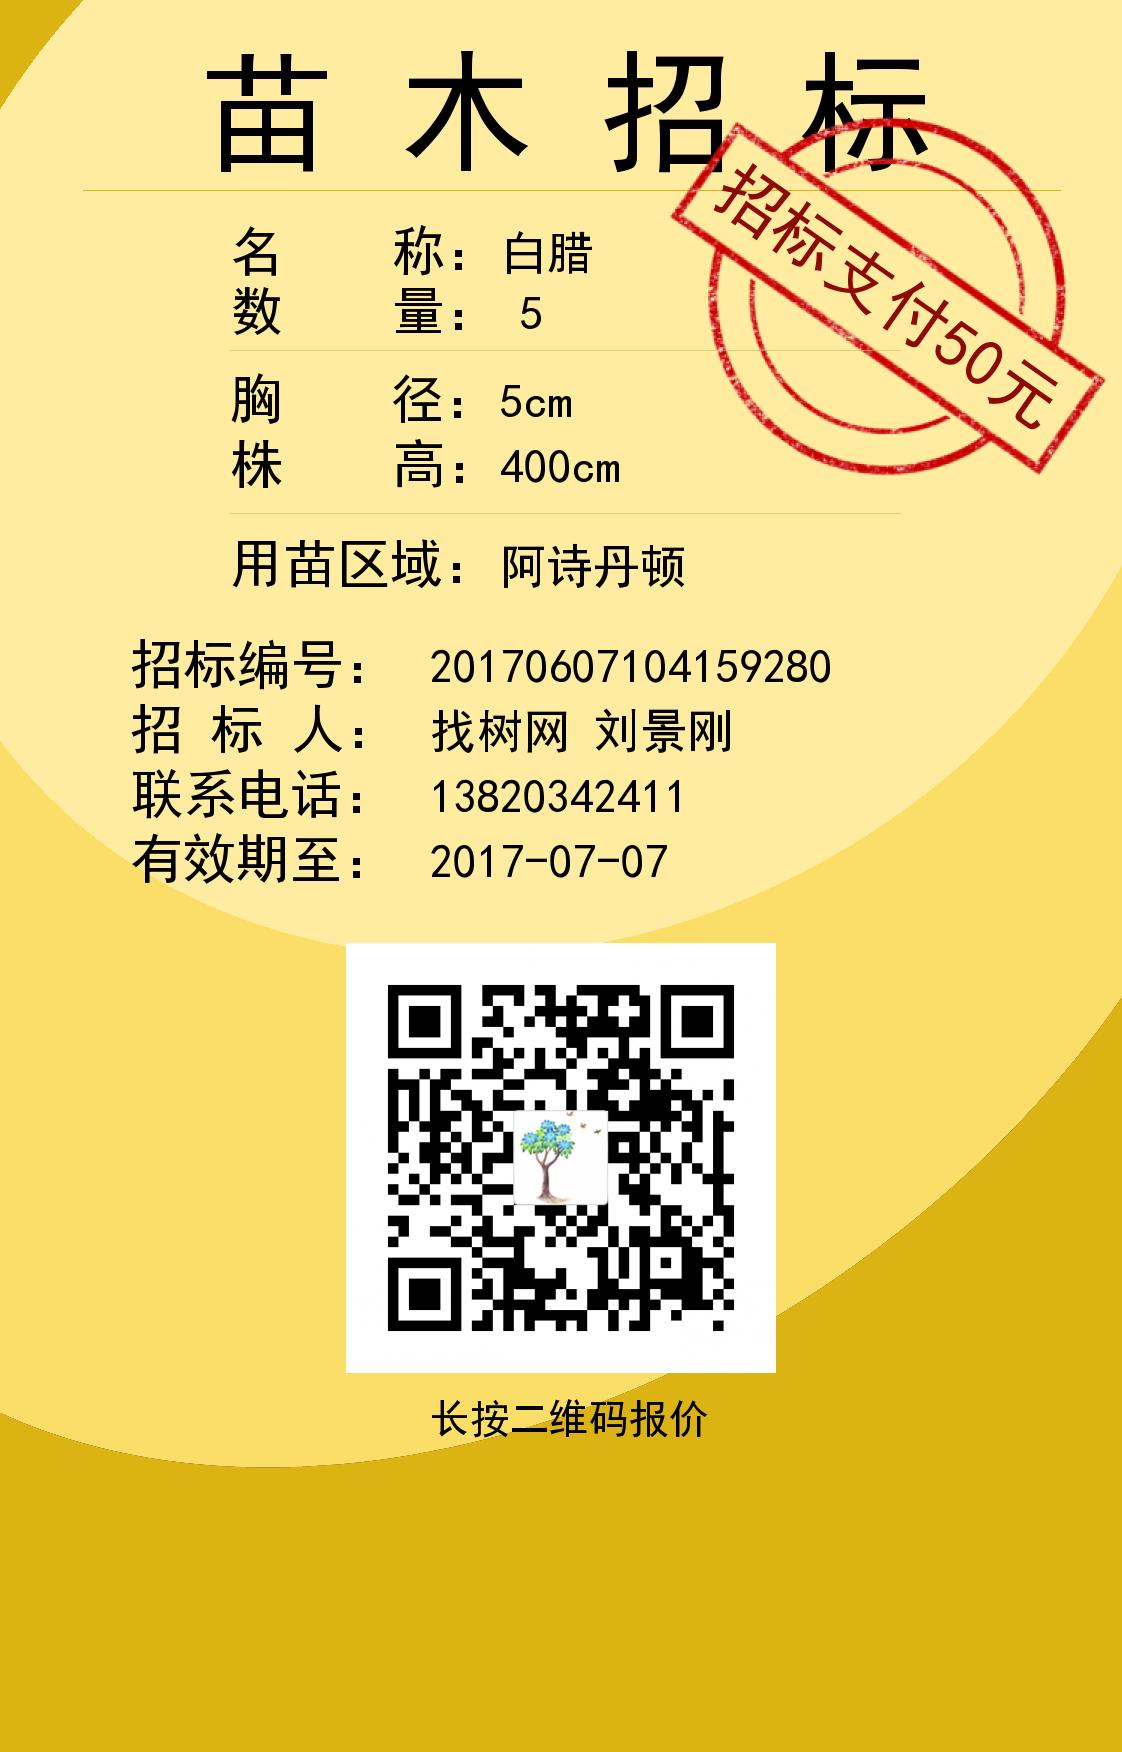 苗木招标
招标支付50元
名 称：白腊
数 量： 5
胸 径：5cm
株 高：400cm
用苗区域：阿诗丹顿
招标编号： 20170607104159280
招 标 人： 找树网 刘景刚
联系电话： 13820342411
有效期至： 2017-07-07
长按二维码报价